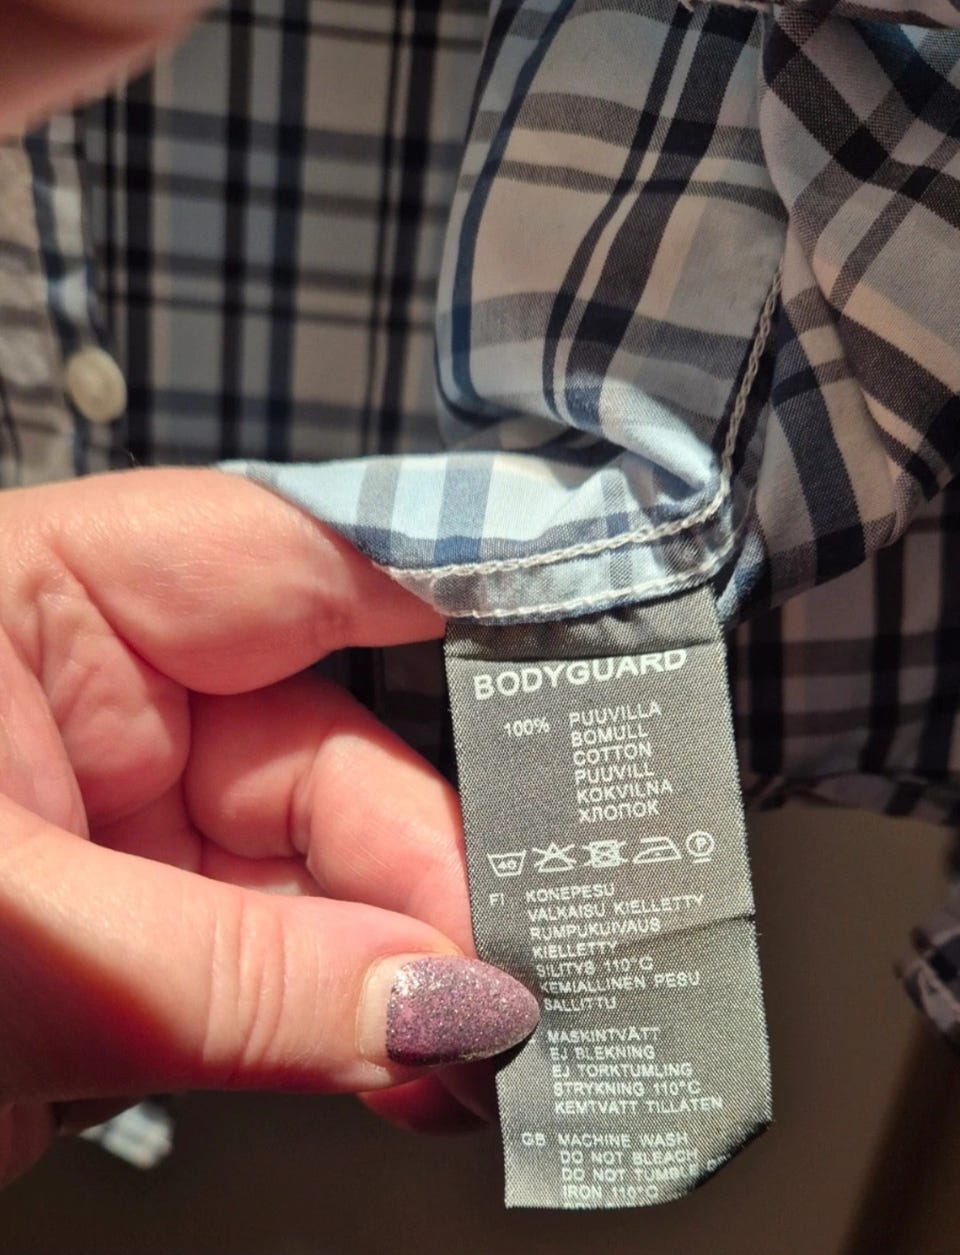 BODYGUARD
100% PUUVILLA
BOMULL
COTTON
PUUVILL
KOKVILNA
ХЛОПОК
40 P
FI KONEPESU
VALKAISU KIELLETTY
RUMPUKUIVAUS
KIELLETTY
SILITYS 110°C
KEMIALLINEN PESU
SALLITTU
MASKINTVÄTT
EJ BLEKNING
EJ TORKTUMLING
STRYKNING 110°C
KEMTVÄTT TILLÅTEN
GB MACHINE WASH
DO NOT BLEACH
DO NOT TUMBLE
IRON 110°C